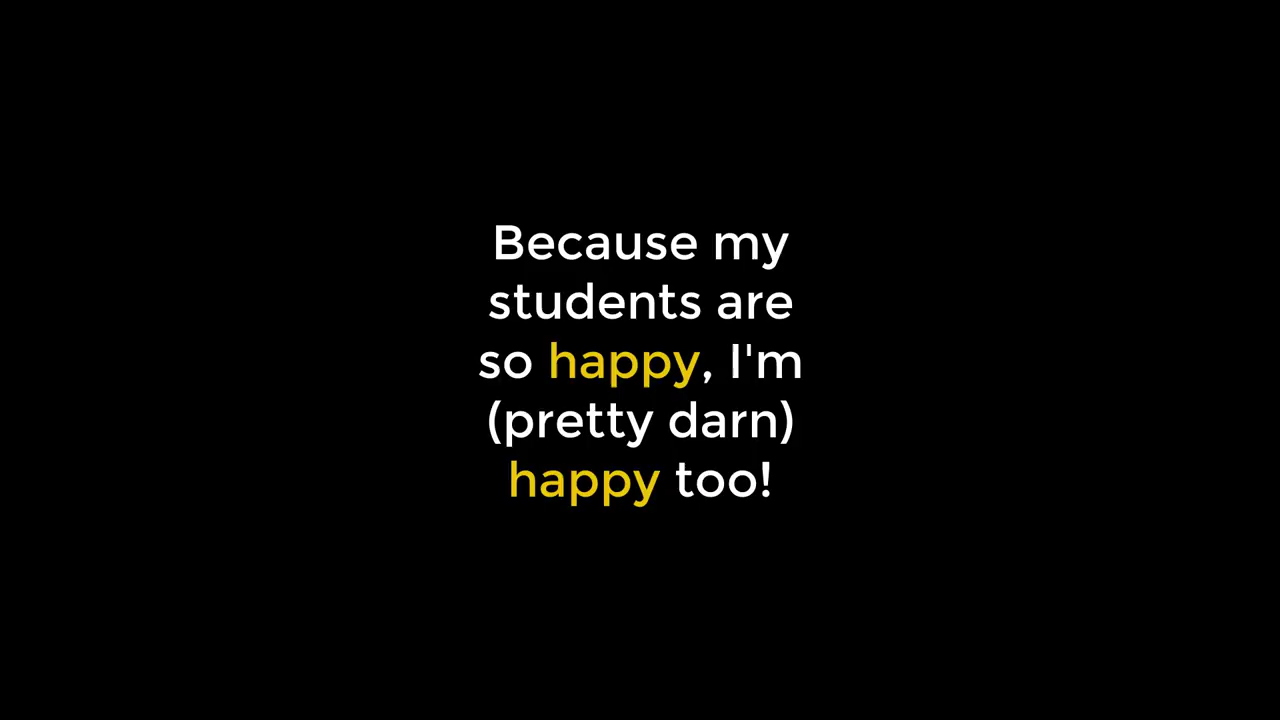 Because my
students are
so happy, I'm
(pretty darn)
happy too!